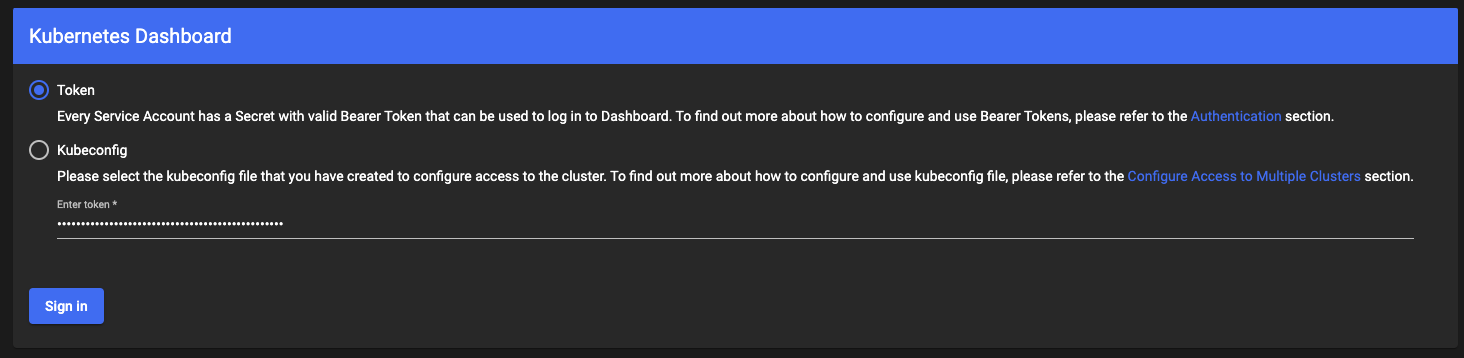 Kubernetes Dashboard
Token
Every Service Account has a Secret with valid Bearer Token that can be used to log in to Dashboard. To find out more about how to configure and use Bearer Tokens, please refer to the Authentication section.
Kubeconfig
Please select the kubeconfig file that you have created to configure access to the cluster. To find out more about how to configure and use kubeconfig file, please refer to the Configure Access to Multiple Clusters section.
Enter token *
••••••••••••••••••••••••••••••••••••••••••••••••
Sign in